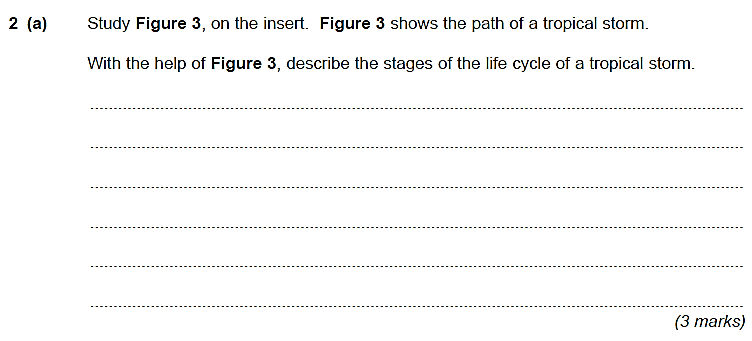 2 (a) Study Figure 3, on the insert. Figure 3 shows the path of a tropical storm.
With the help of Figure 3, describe the stages of the life cycle of a tropical storm.
(3 marks)